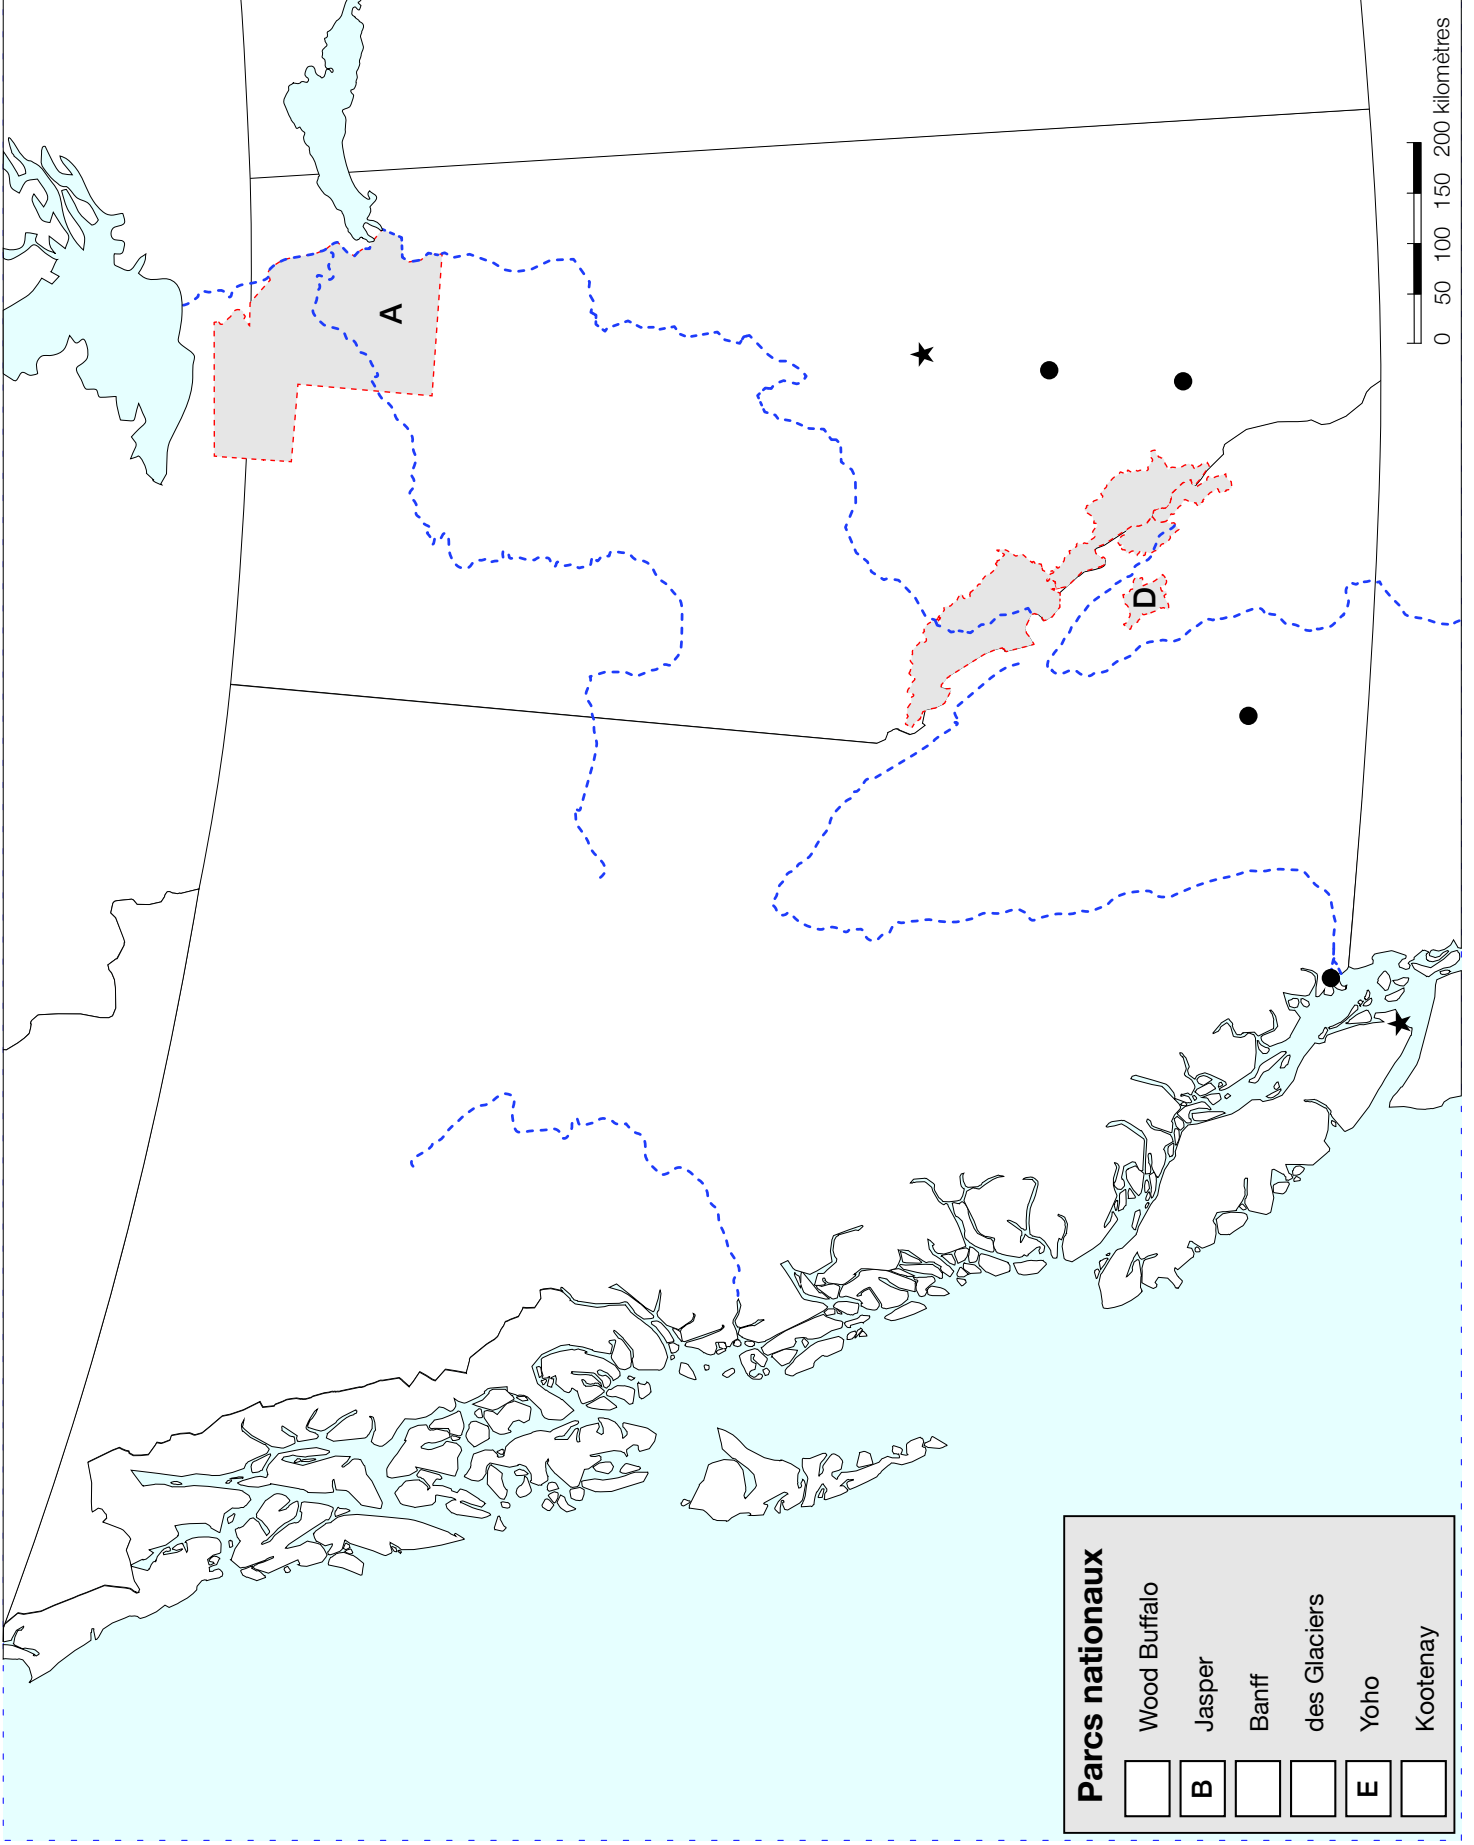 A
D
0 50 100 150 200 kilomètres
Parcs nationaux
Wood Buffalo
B Jasper
Banff
des Glaciers
E Yoho
Kootenay